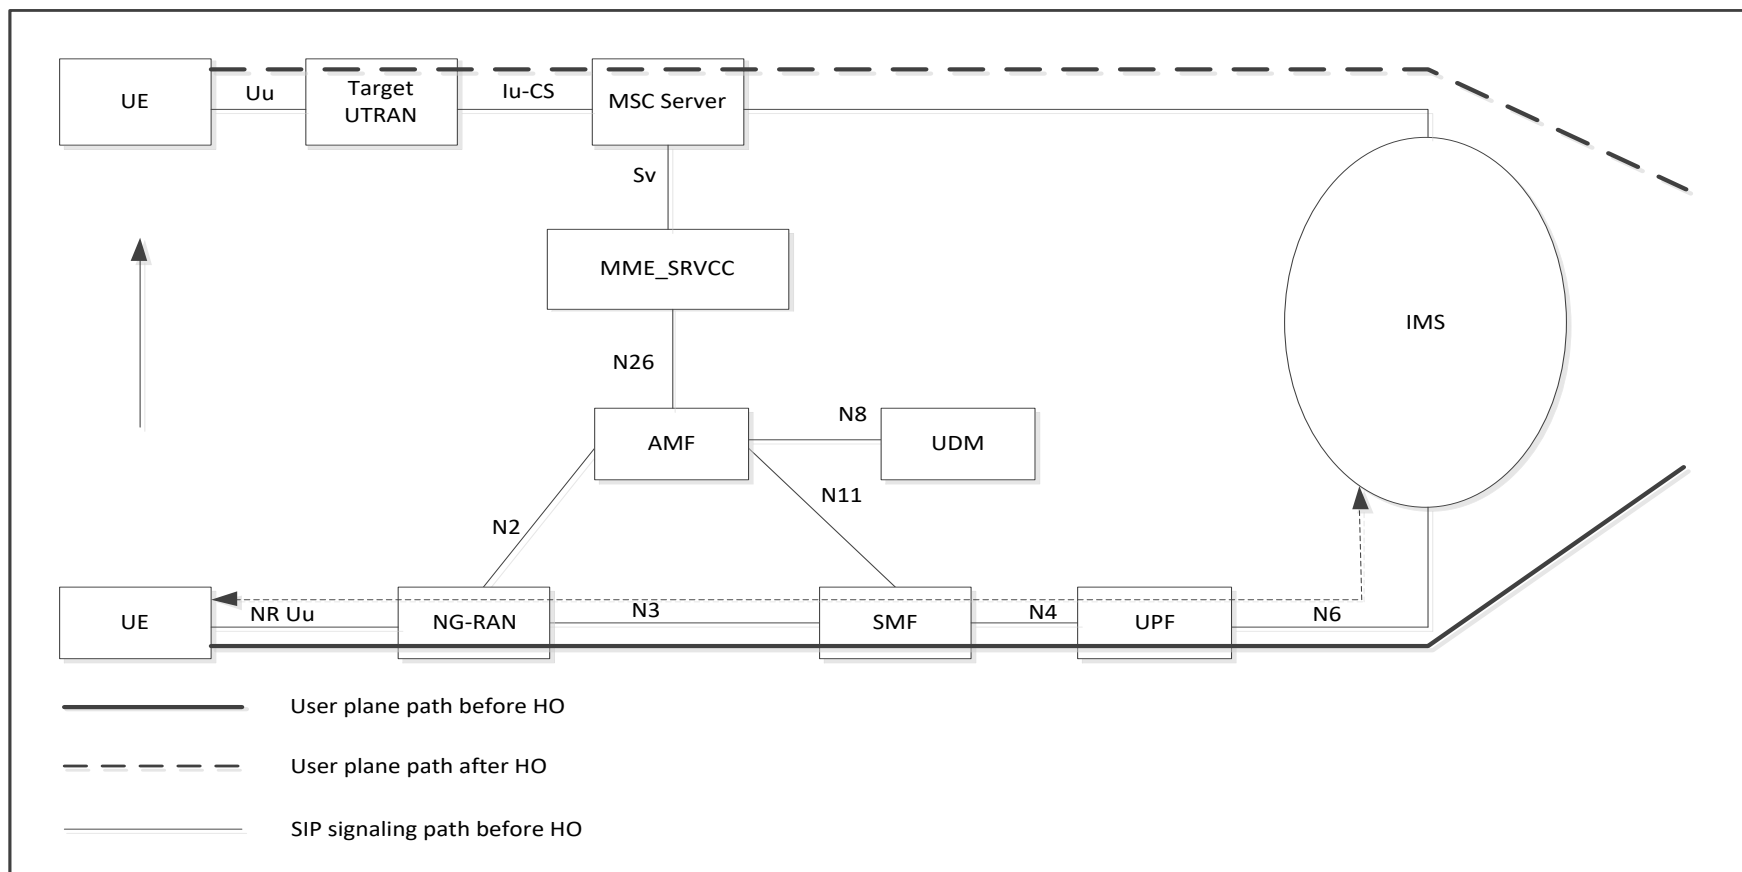 UE
Uu
Target
UTRAN
Iu-CS
MSC Server
Sv
MME_SRVCC
IMS
N26
AMF
N8
UDM
N11
N2
UE
NR Uu
NG-RAN
N3
SMF
N4
UPF
N6
User plane path before HO
User plane path after HO
SIP signaling path before HO